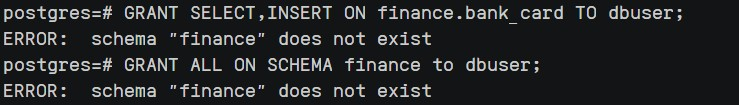 postgres=# GRANT SELECT,INSERT ON finance.bank_card TO dbuser;
ERROR:  schema "finance" does not exist
postgres=# GRANT ALL ON SCHEMA finance to dbuser;
ERROR:  schema "finance" does not exist